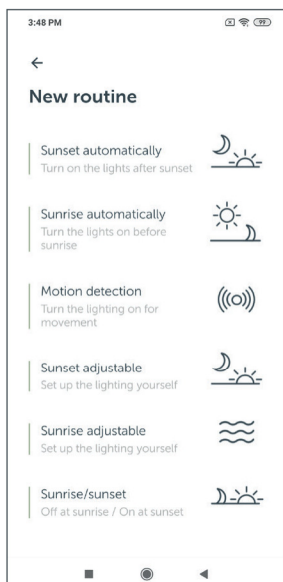 3:48 PM
99
New routine
Sunset automatically
Turn on the lights after sunset
Sunrise automatically
Turn the lights on before
sunrise
Motion detection
Turn the lighting on for
movement
Sunset adjustable
Set up the lighting yourself
Sunrise adjustable
Set up the lighting yourself
Sunrise/sunset
Off at sunrise / On at sunset